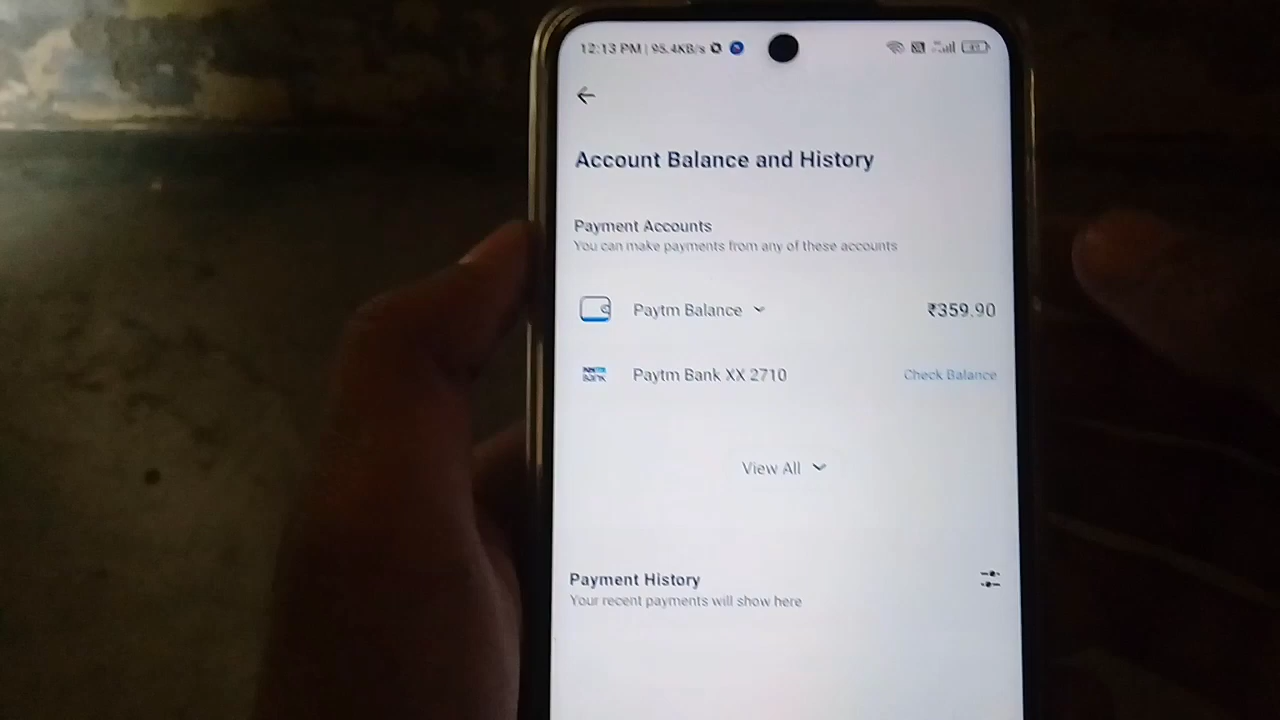 12:13 PM | 95.4KB/s
Account Balance and History
Payment Accounts
You can make payments from any of these accounts
Paytm Balance ₹359.90
BANK Paytm Bank XX 2710 Check Balance
View All
Payment History
Your recent payments will show here